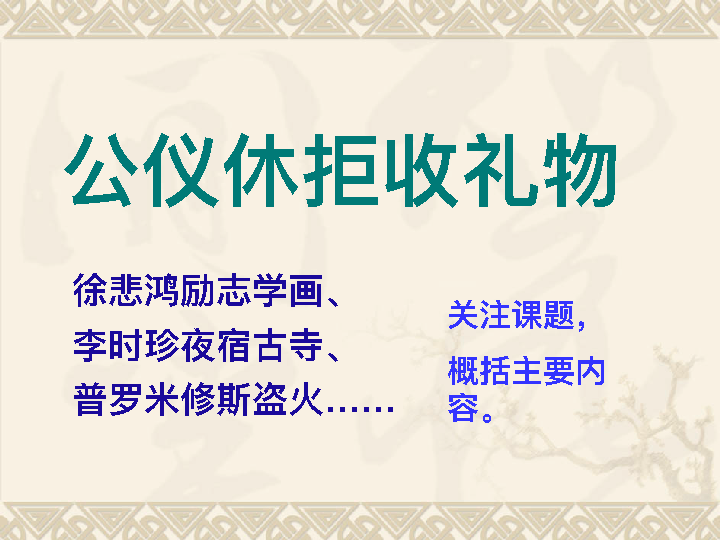 公仪休拒收礼物
徐悲鸿励志学画、
李时珍夜宿古寺、
普罗米修斯盗火……
关注课题，
概括主要内
容。